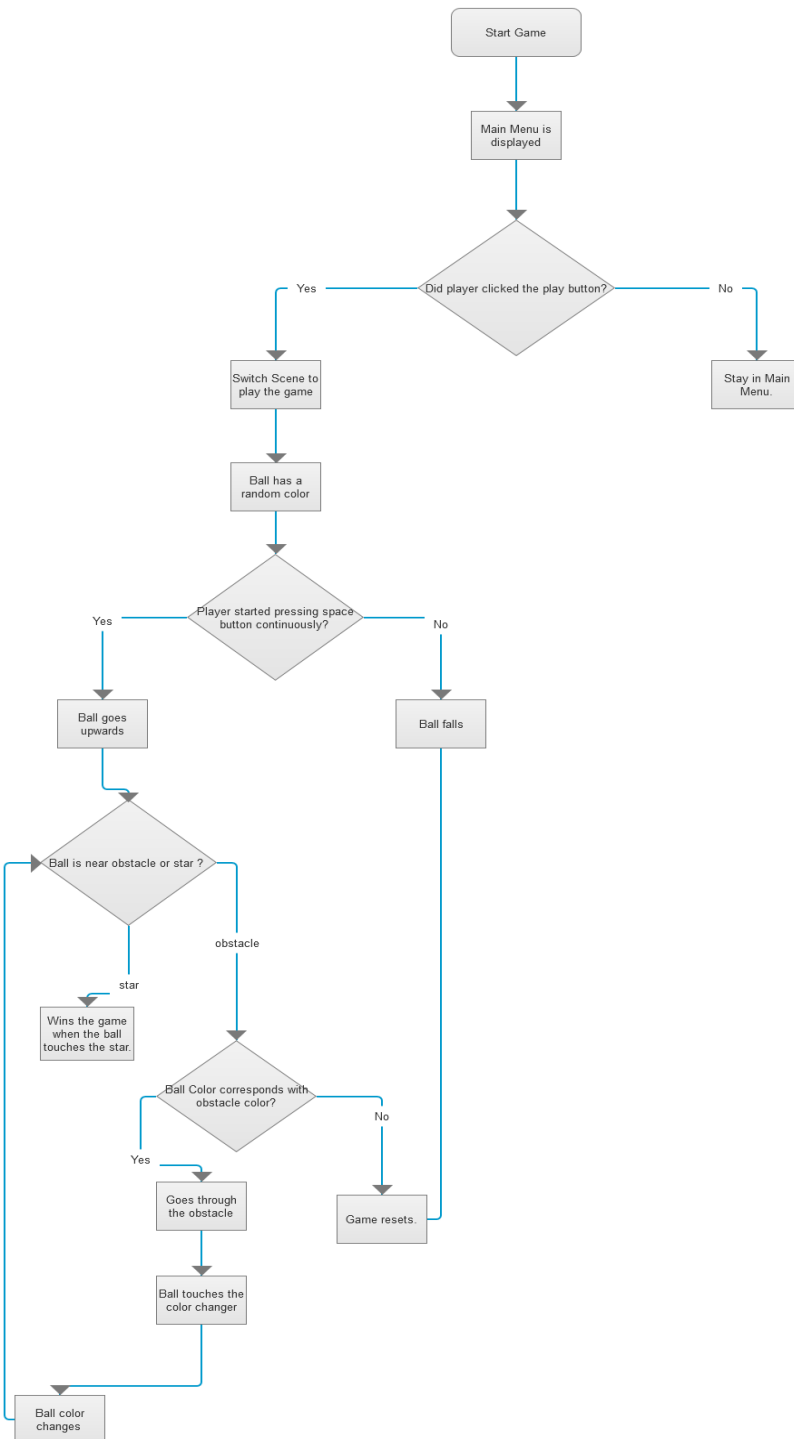 Start Game
Main Menu is
displayed
Did player clicked the play button?
Yes
No
Switch Scene to
play the game
Stay in Main
Menu.
Ball has a
random color
Player started pressing space
button continuously?
Yes
No
Ball goes
upwards
Ball falls
Ball is near obstacle or star ?
obstacle
star
Wins the game
when the ball
touches the star.
Ball Color corresponds with
obstacle color?
No
Yes
Goes through
the obstacle
Game resets.
Ball touches the
color changer
Ball color
changes